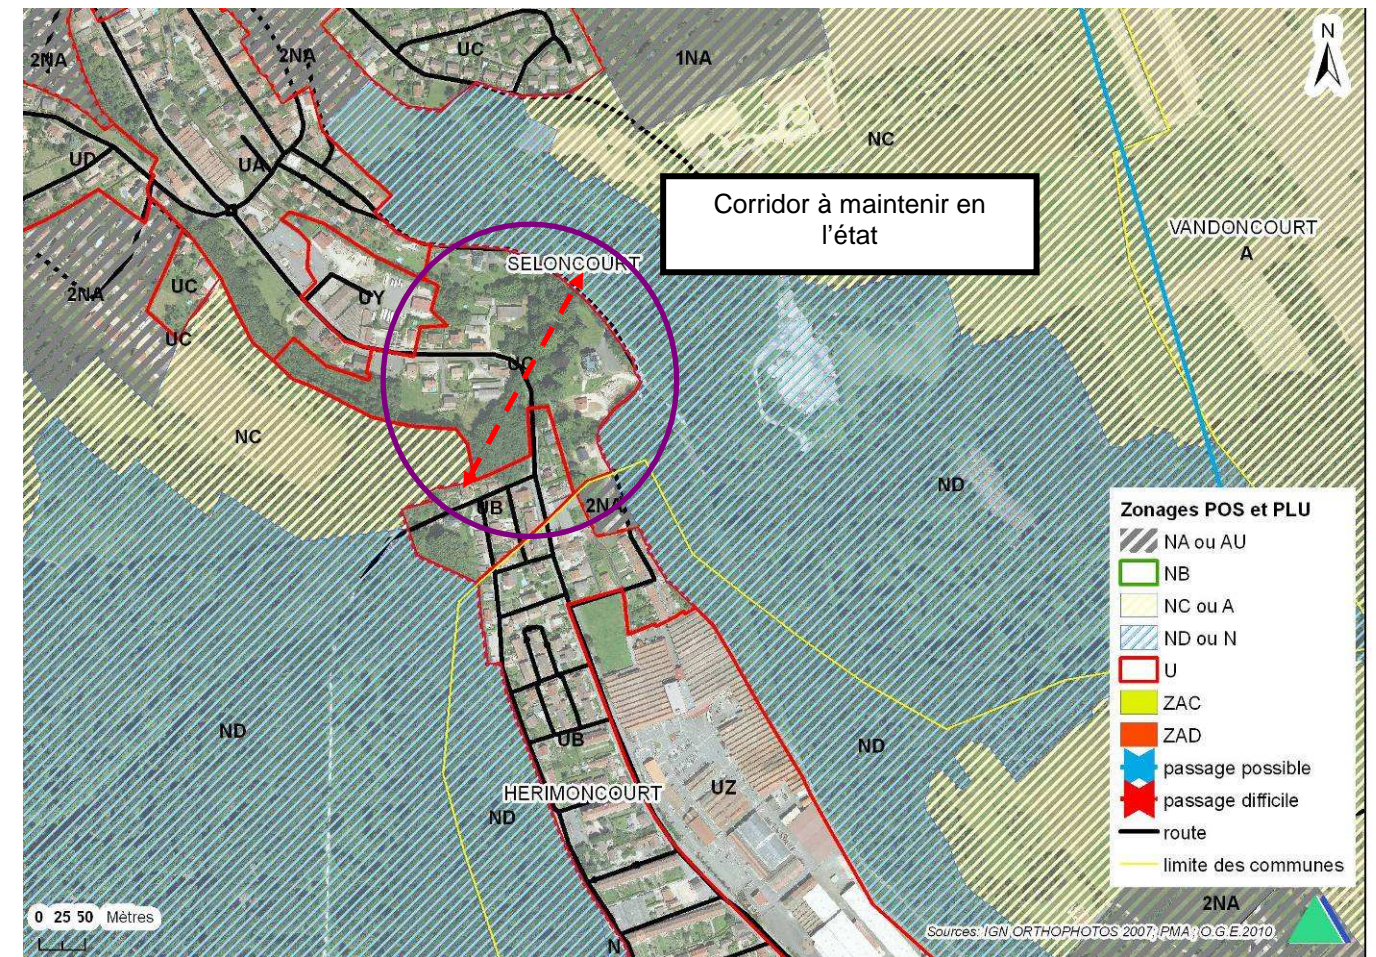 2NA
2NA
UC
1NA
N
NC
UD
UA
Corridor à maintenir en
l'état
VANDONCOURT
A
SELONCOURT
2NA
UC
UY
UC
UC
NC
ND
UB
2NA
Zonages POS et PLU
NA ou AU
NB
NC ou A
ND ou N
U
ZAC
ZAD
passage possible
passage difficile
route
limite des communes
ND
UB
ND
UZ
HERIMONCOURT
ND
2NA
0 25 50 Mètres
N
Sources: IGN ORTHOPHOTOS 2007; PMA ; O.G.E.2010